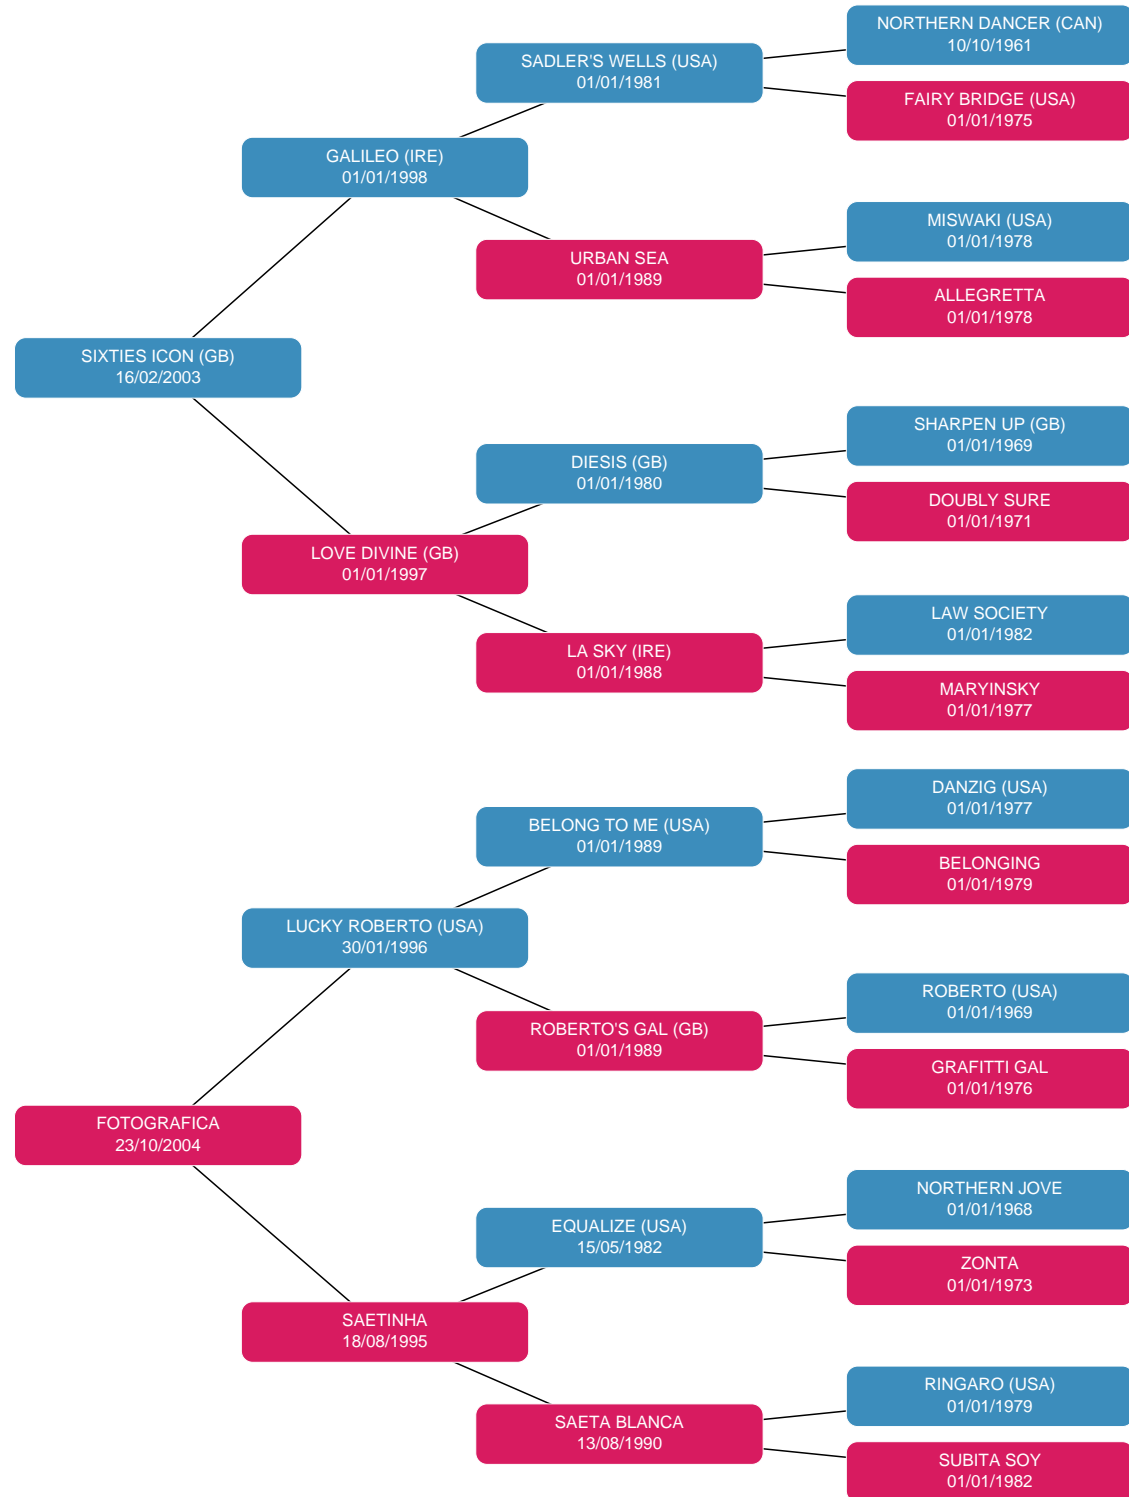 NORTHERN DANCER (CAN)
10/10/1961
SADLER'S WELLS (USA)
01/01/1981
FAIRY BRIDGE (USA)
01/01/1975
GALILEO (IRE)
01/01/1998
MISWAKI (USA)
01/01/1978
URBAN SEA
01/01/1989
ALLEGRETTA
01/01/1978
SIXTIES ICON (GB)
16/02/2003
SHARPEN UP (GB)
01/01/1969
DIESIS (GB)
01/01/1980
DOUBLY SURE
01/01/1971
LOVE DIVINE (GB)
01/01/1997
LAW SOCIETY
01/01/1982
LA SKY (IRE)
01/01/1988
MARYINSKY
01/01/1977
DANZIG (USA)
01/01/1977
BELONG TO ME (USA)
01/01/1989
BELONGING
01/01/1979
LUCKY ROBERTO (USA)
30/01/1996
ROBERTO (USA)
01/01/1969
ROBERTO'S GAL (GB)
01/01/1989
GRAFITTI GAL
01/01/1976
FOTOGRAFICA
23/10/2004
NORTHERN JOVE
01/01/1968
EQUALIZE (USA)
15/05/1982
ZONTA
01/01/1973
SAETINHA
18/08/1995
RINGARO (USA)
01/01/1979
SAETA BLANCA
13/08/1990
SUBITA SOY
01/01/1982